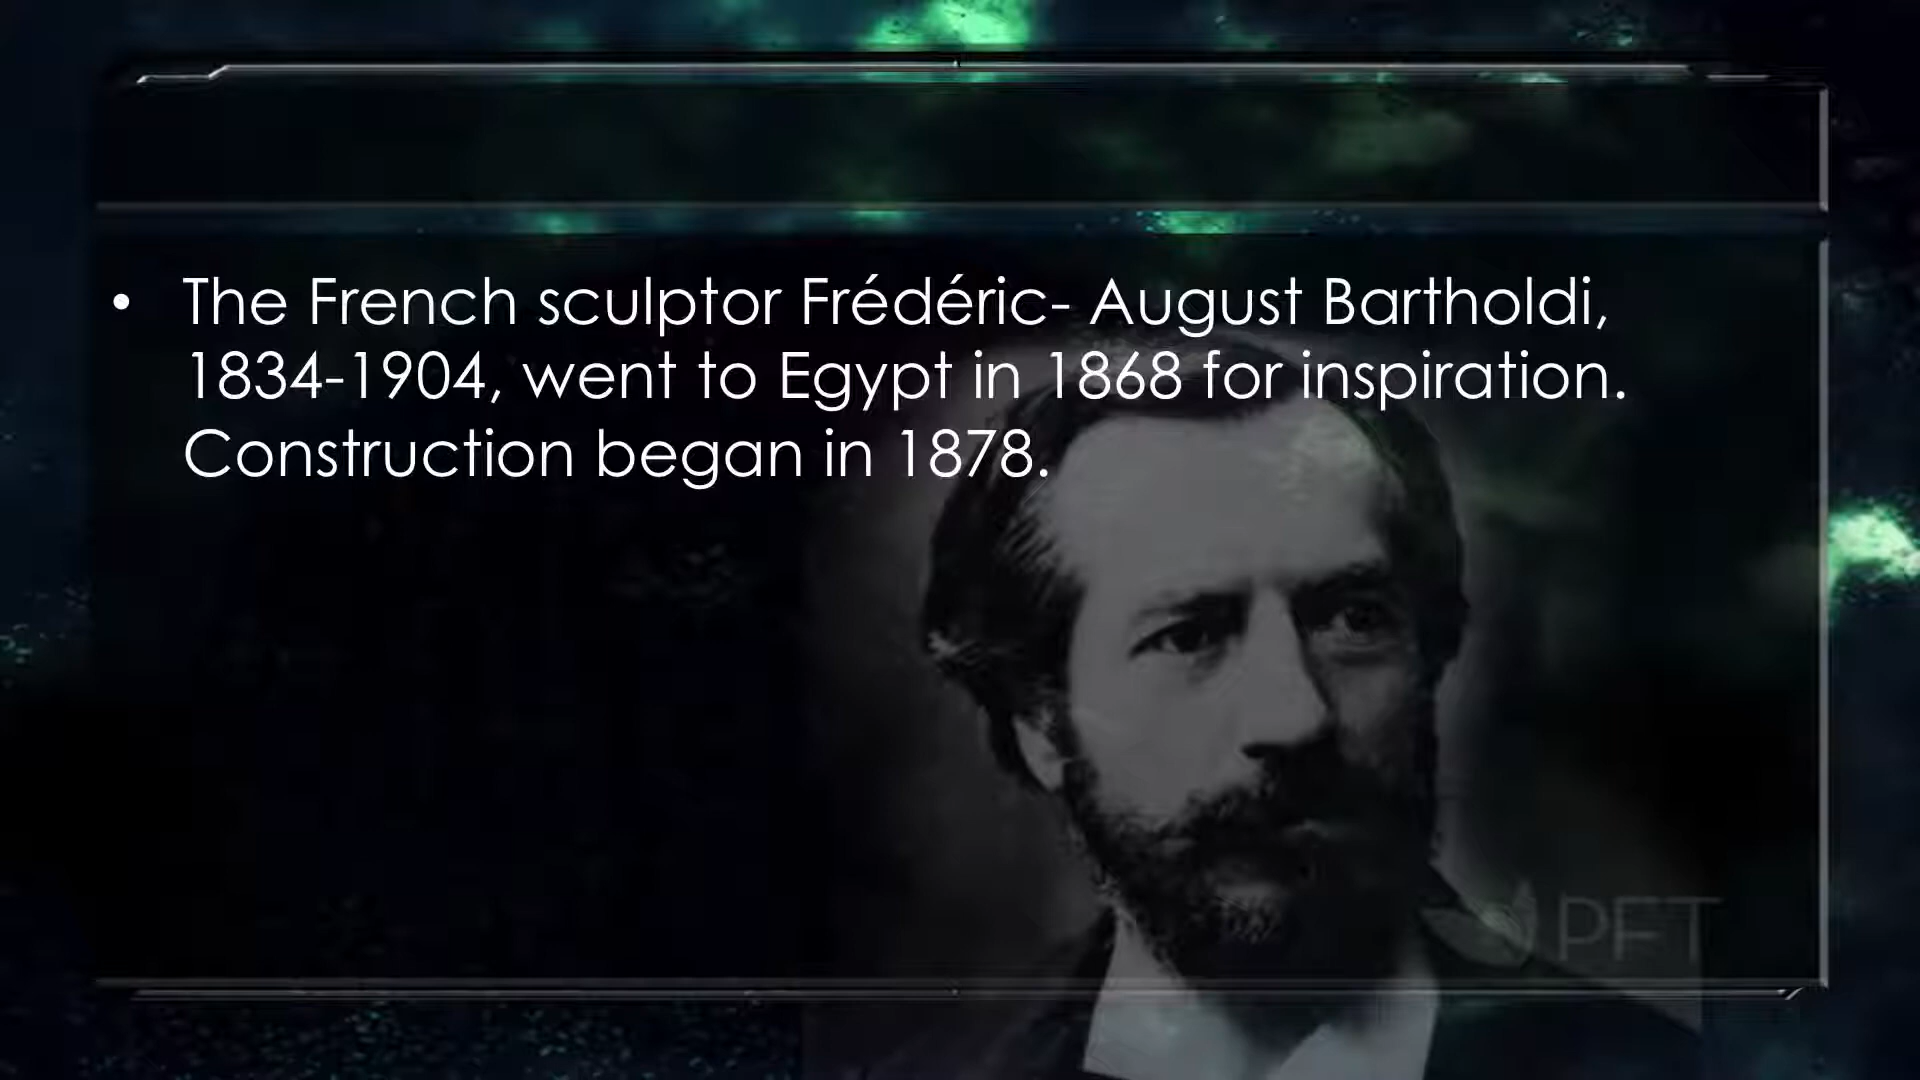 • The French sculptor Frédéric- August Bartholdi,
1834-1904, went to Egypt in 1868 for inspiration.
Construction began in 1878.
PFT